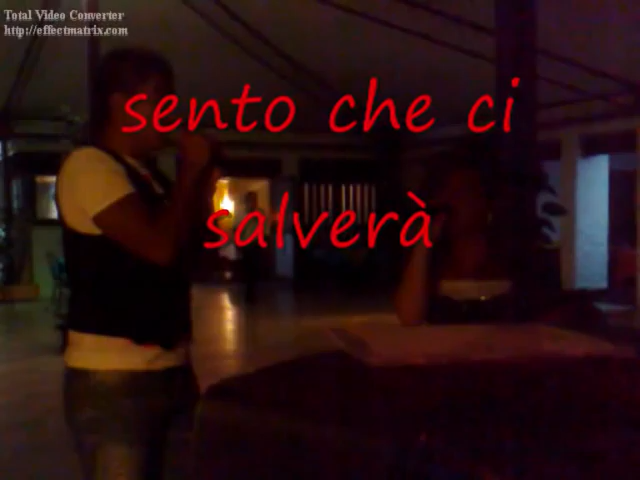 Total Video Converter
http://effectmatrix.com
sento che ci
salverà